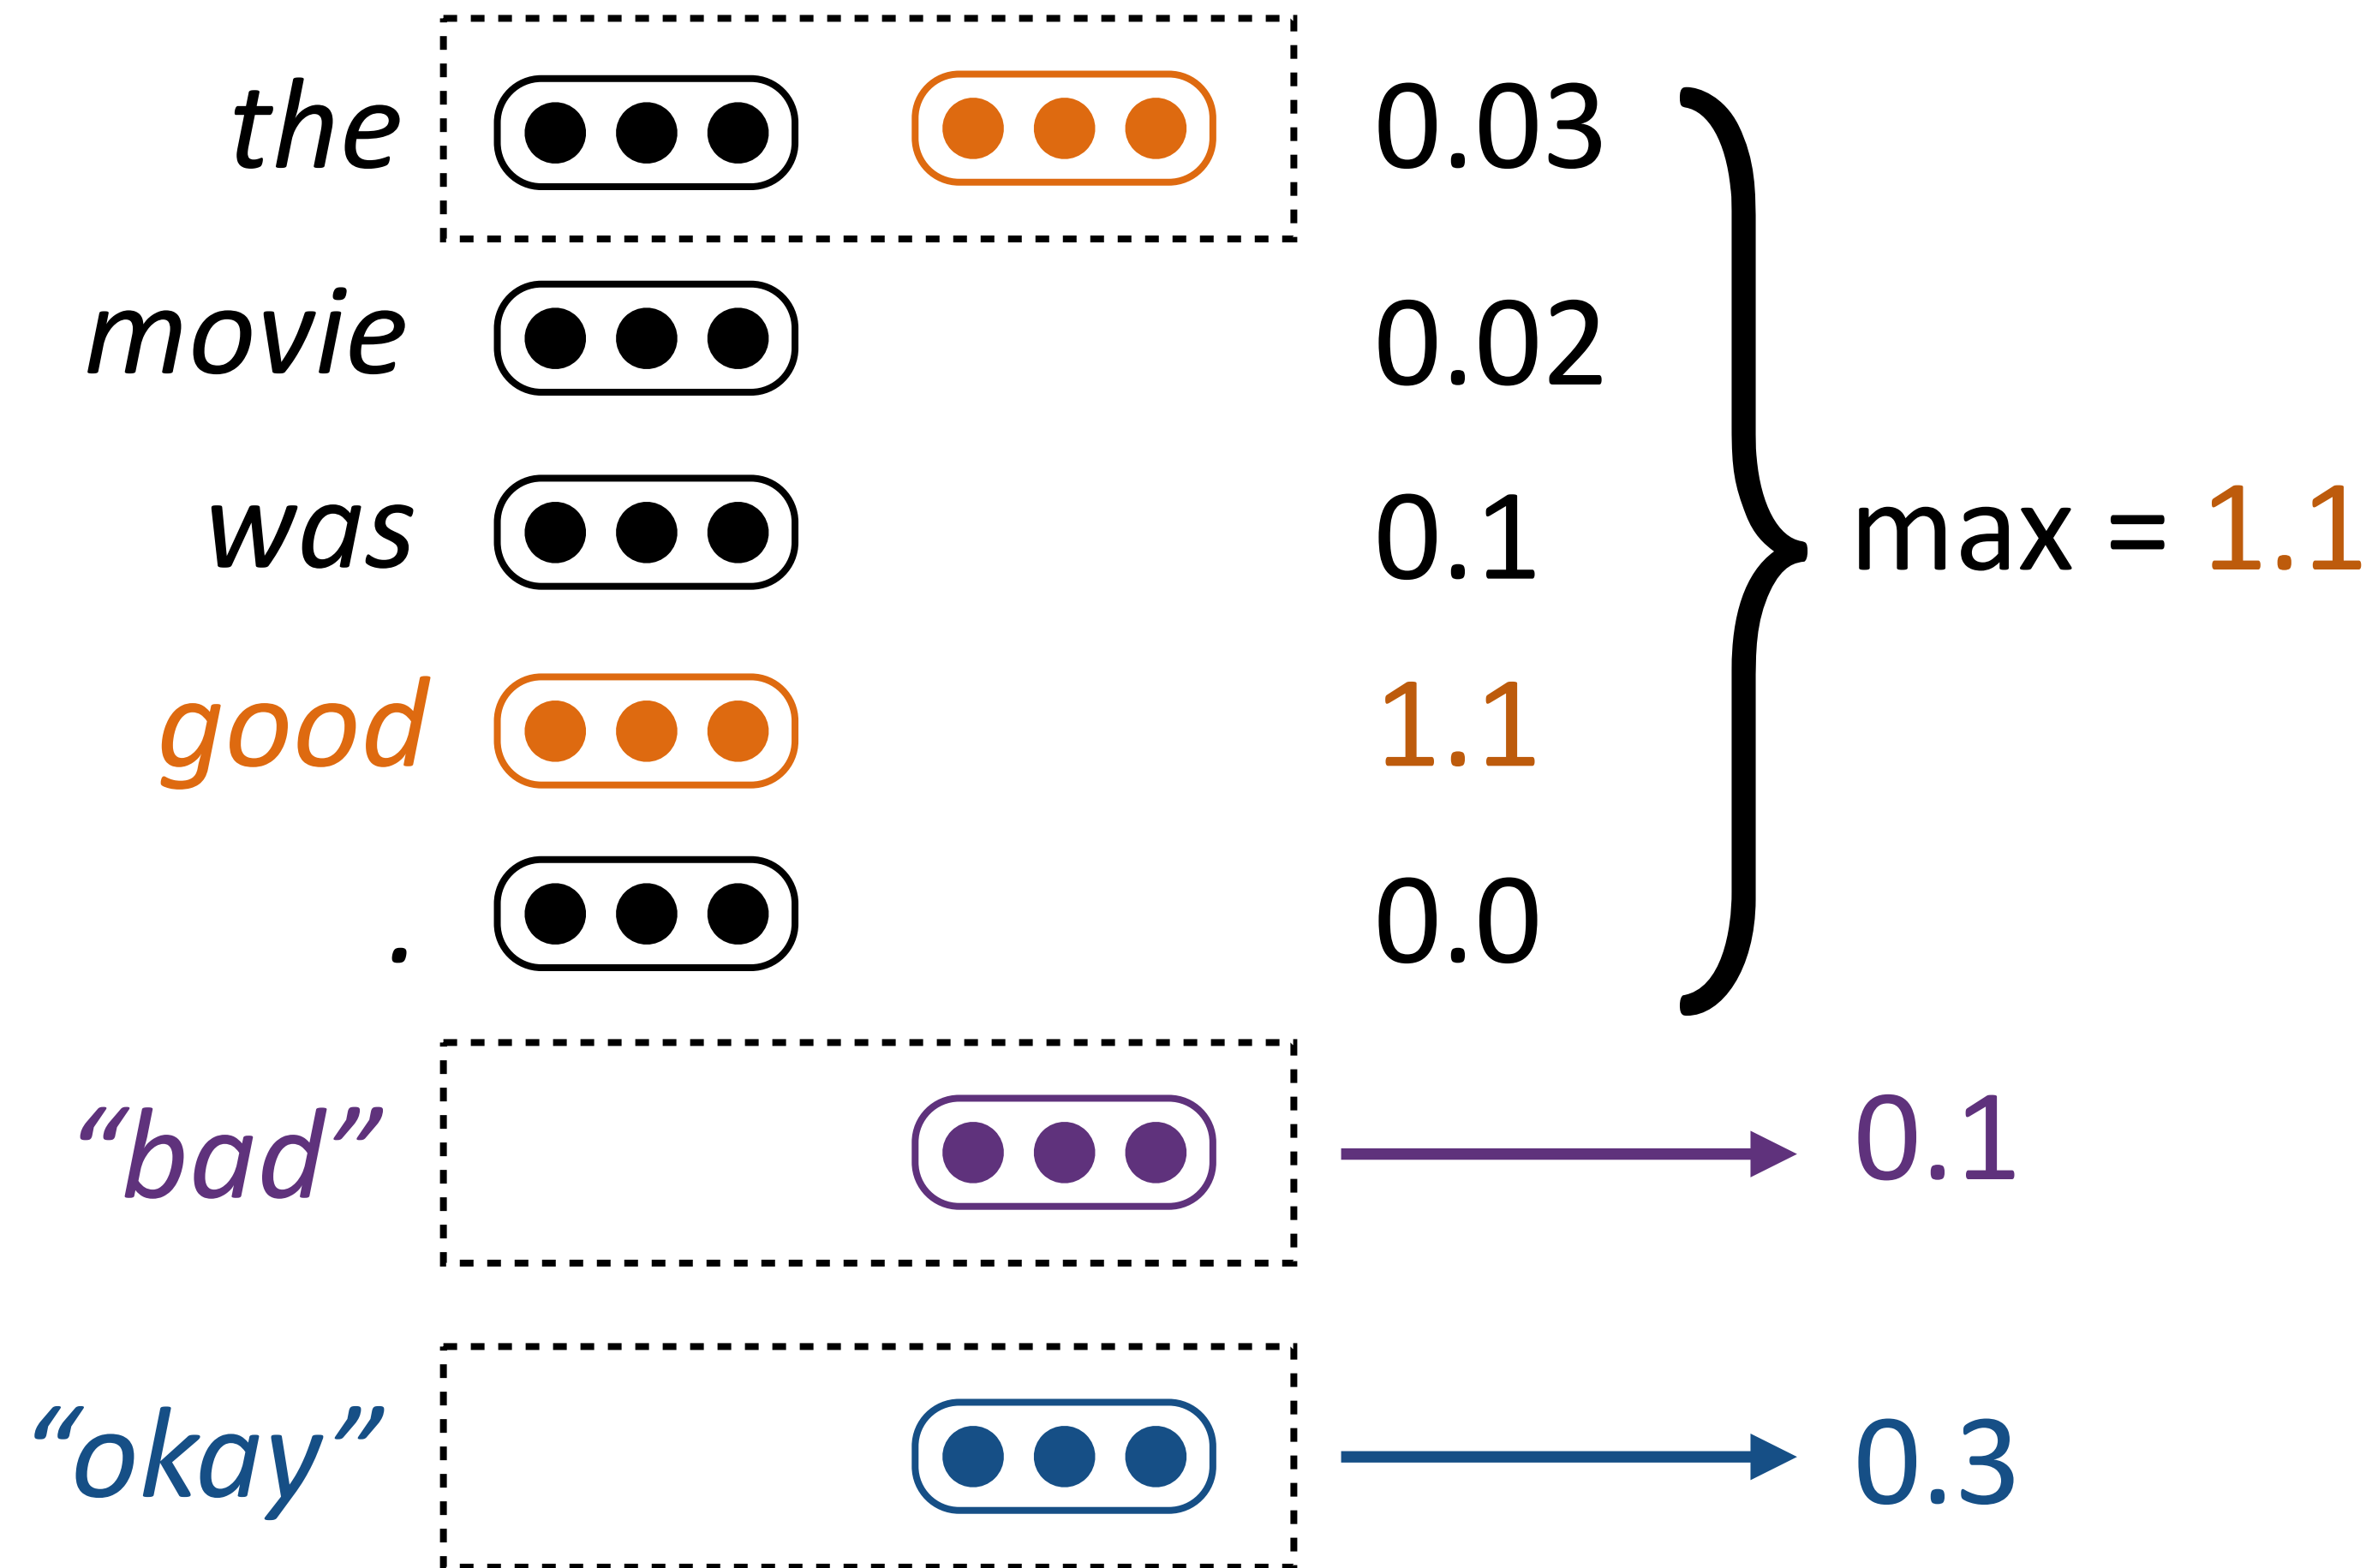 the 0.03
movie 0.02
was 0.1 max = 1.1
good 1.1
. 0.0
“bad” 0.1
“okay” 0.3